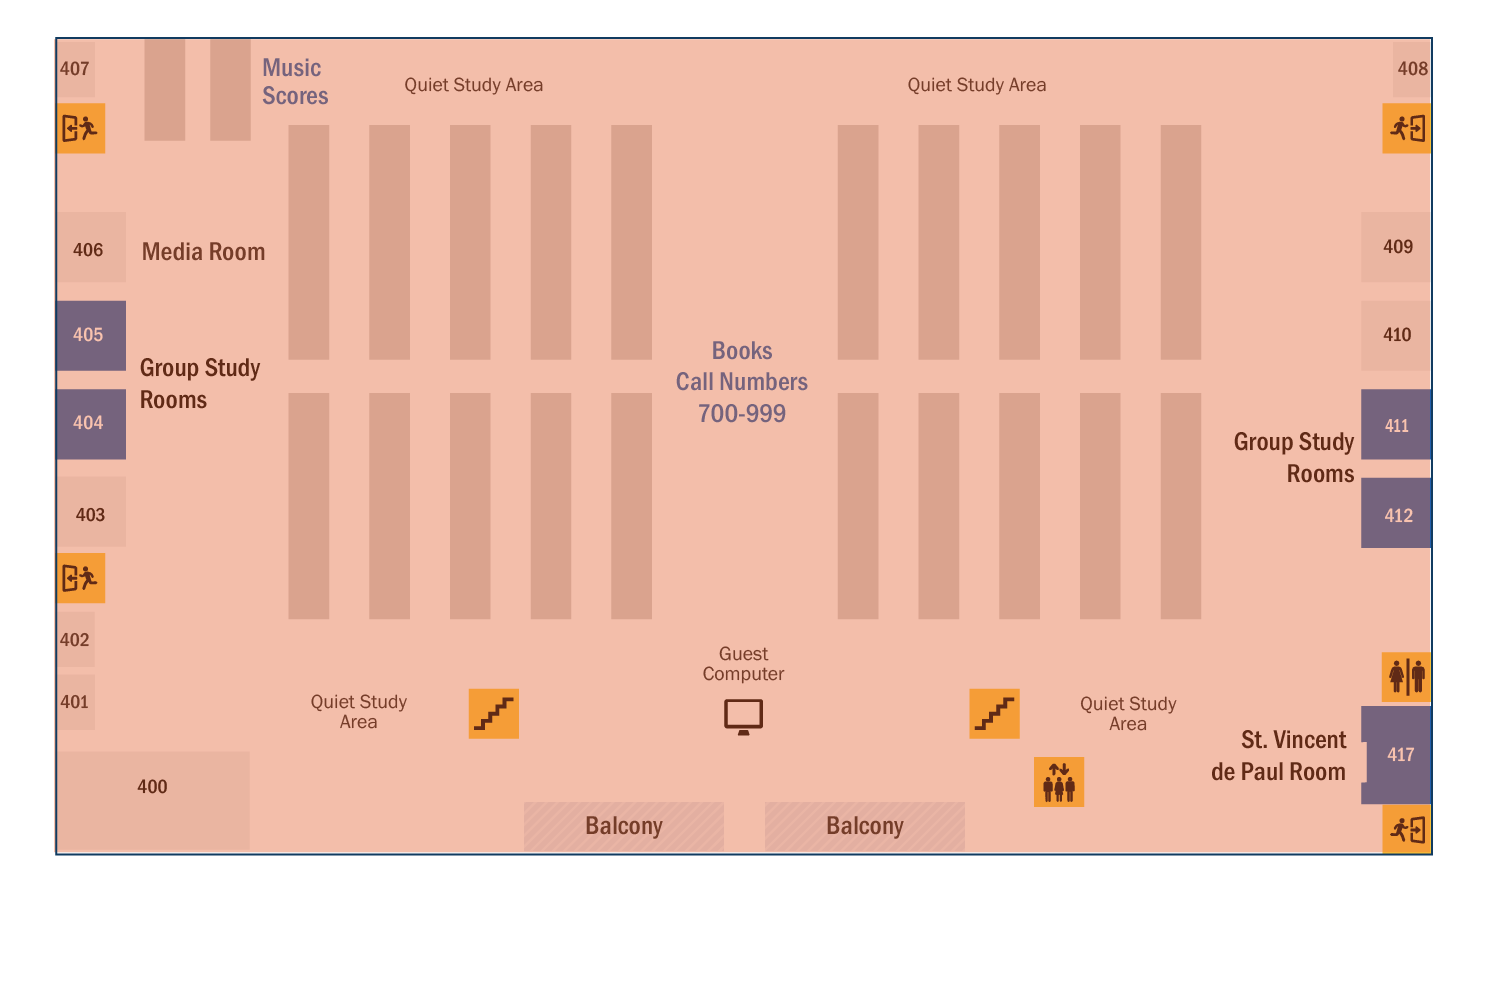 407
Music
Scores
Quiet Study Area
Quiet Study Area
408
406
Media Room
409
405
410
Group Study
Rooms
Books
Call Numbers
700-999
404
411
Group Study
Rooms
403
412
402
Guest
Computer
401
Quiet Study
Area
Quiet Study
Area
St. Vincent
de Paul Room
417
400
Balcony
Balcony